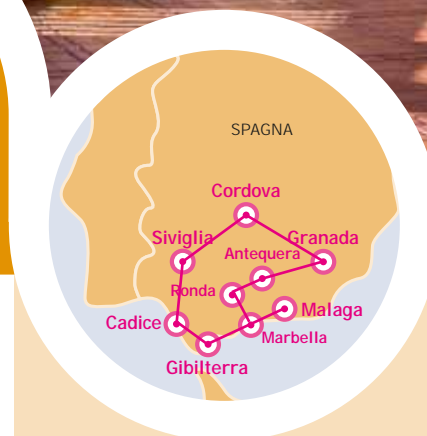 SPAGNA
Cordova
Siviglia
Granada
Antequera
Ronda
Malaga
Cadice
Marbella
Gibilterra